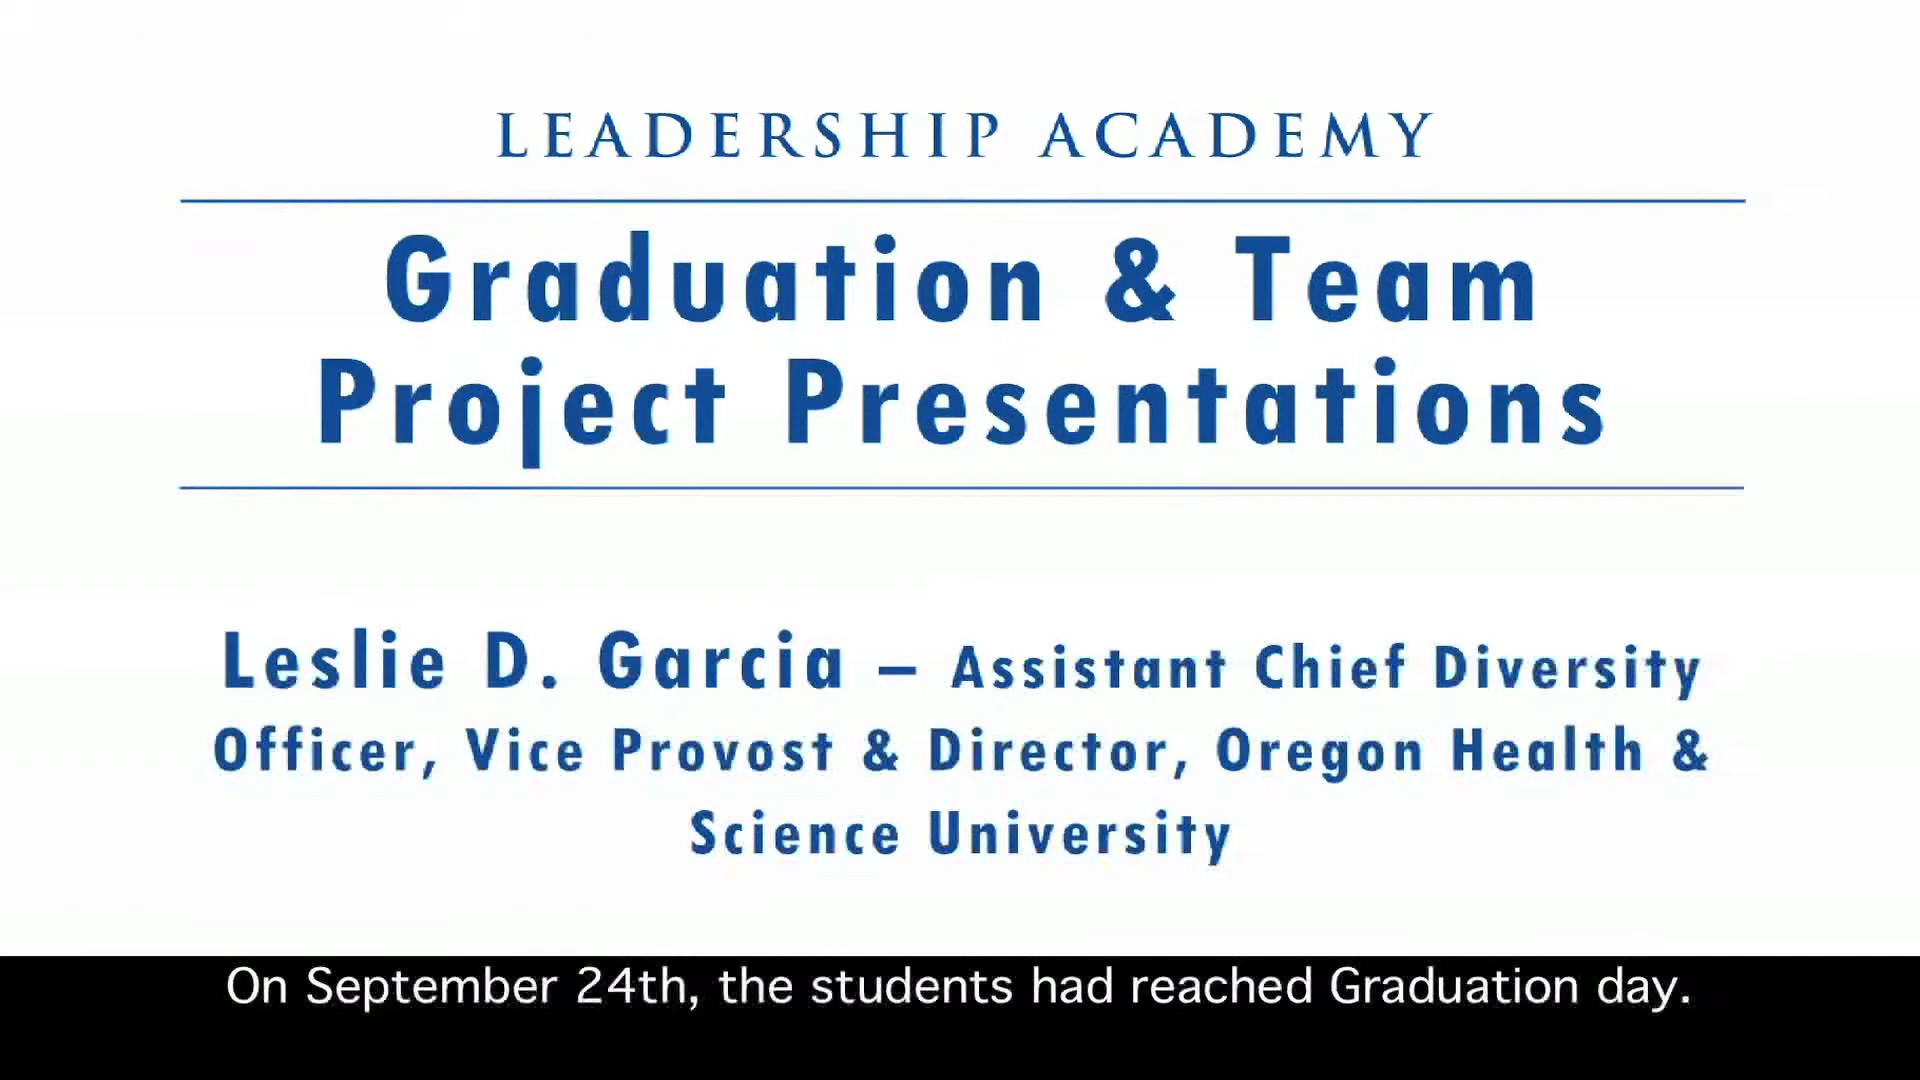 LEADERSHIP ACADEMY
Graduation & Team
Project Presentations
Leslie D. Garcia – Assistant Chief Diversity
Officer, Vice Provost & Director, Oregon Health &
Science University
On September 24th, the students had reached Graduation day.